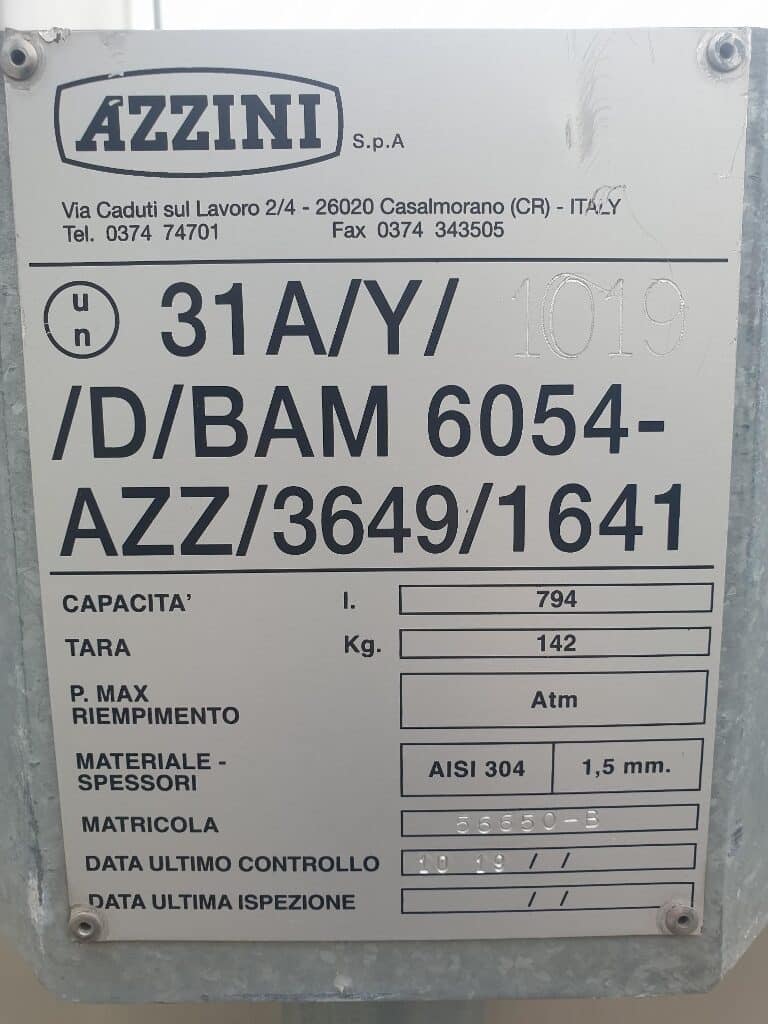 AZZINI S.p.A
Via Caduti sul Lavoro 2/4 - 26020 Casalmorano (CR) - ITALY
Tel. 0374 74701 Fax 0374 343505
un 31A/Y/ 1019
/D/BAM 6054-
AZZ/3649/1641
CAPACITA' l. 794
TARA Kg. 142
P. MAX
RIEMPIMENTO Atm
MATERIALE -
SPESSORI AISI 304 1,5 mm.
MATRICOLA 56650-B
DATA ULTIMO CONTROLLO 10 19 / /
DATA ULTIMA ISPEZIONE / /